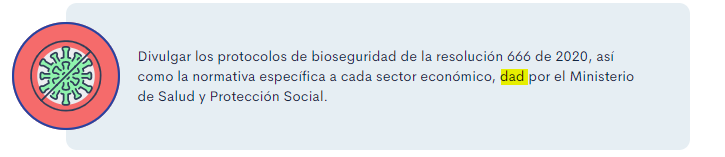 Divulgar los protocolos de bioseguridad de la resolución 666 de 2020, así
como la normativa específica a cada sector económico, dad por el Ministerio
de Salud y Protección Social.